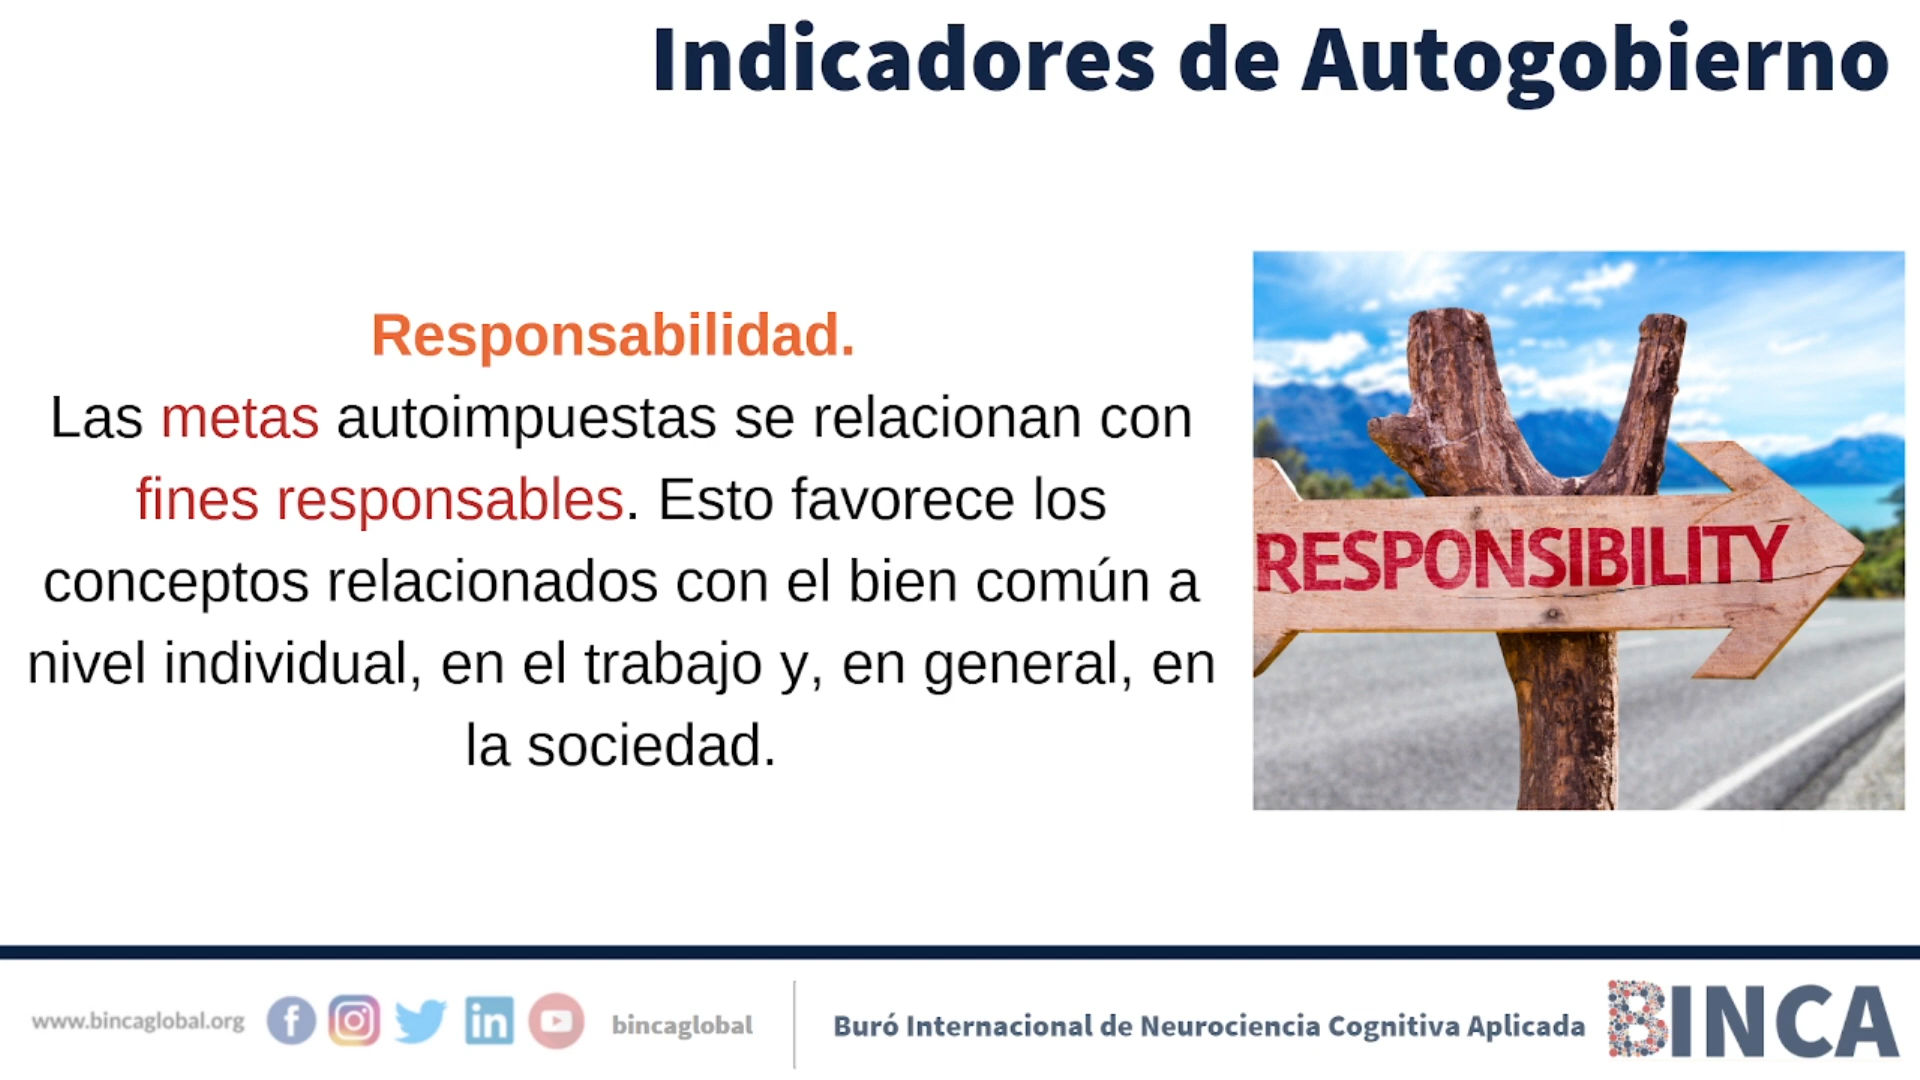 Indicadores de Autogobierno
Responsabilidad.
Las metas autoimpuestas se relacionan con
fines responsables. Esto favorece los
conceptos relacionados con el bien común a
nivel individual, en el trabajo y, en general, en
la sociedad.
RESPONSIBILITY
www.bincaglobal.org
bincaglobal
Buró Internacional de Neurociencia Cognitiva Aplicada
BINCA